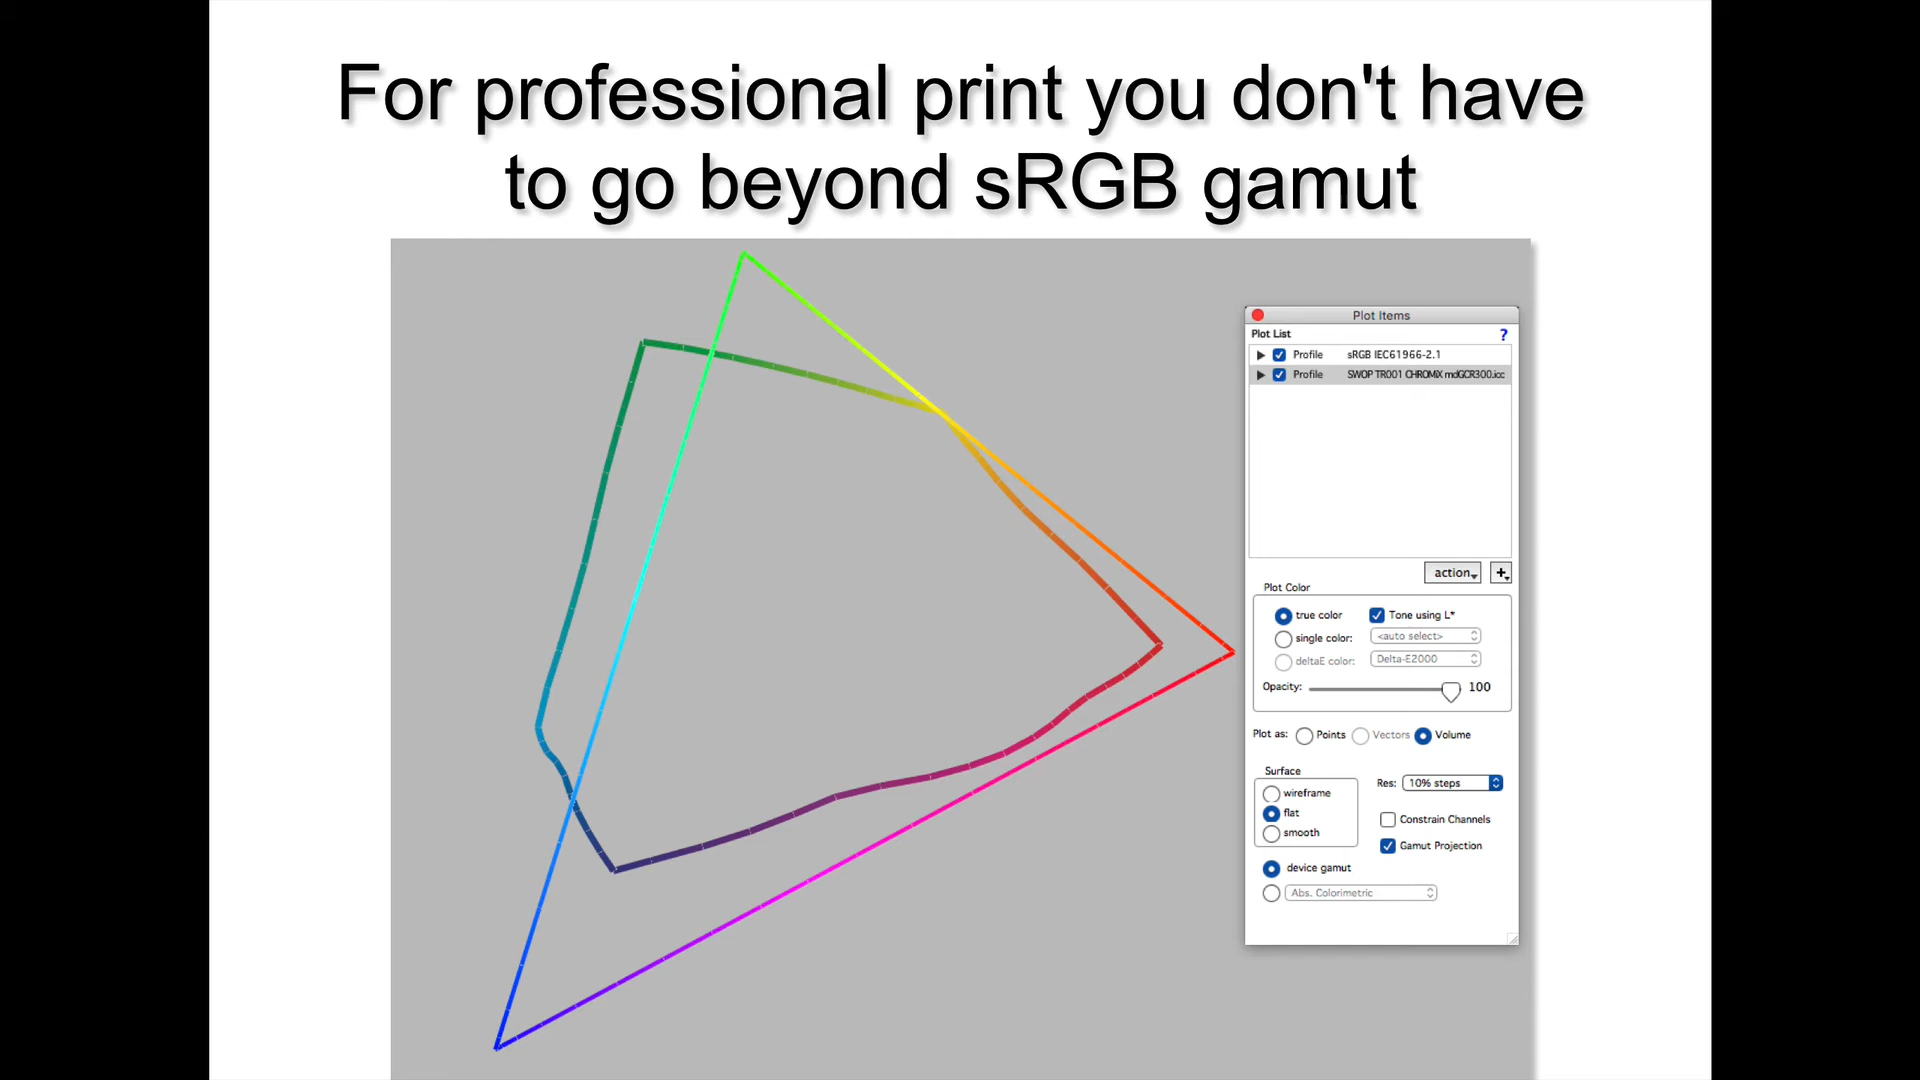 For professional print you don't have
to go beyond sRGB gamut
Plot Items
Plot List
?
Profile sRGB IEC61966-2.1
Profile SWOP TR001 CHROMiX mdGCR300.icc
action
+
Plot Color
true color Tone using L*
single color: <auto select>
deltaE color: Delta-E2000
Opacity: 100
Plot as: Points Vectors Volume
Surface
Res: 10% steps
wireframe
flat
smooth
Constrain Channels
Gamut Projection
device gamut
Abs. Colorimetric